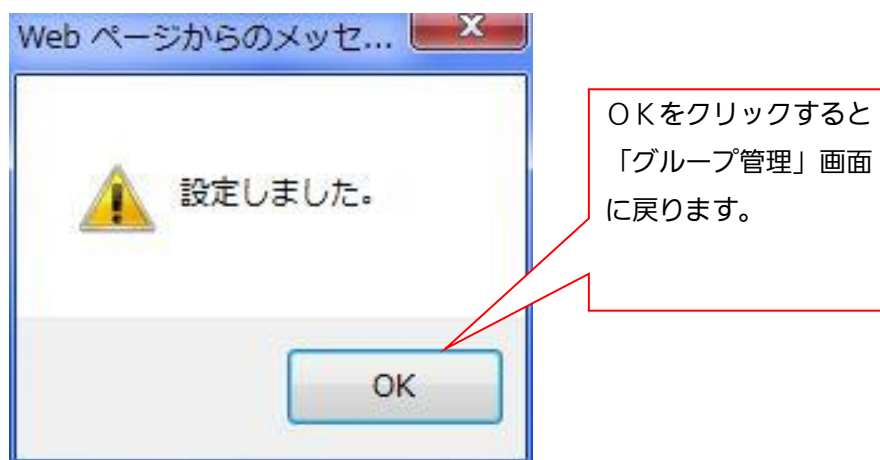 Web ページからのメッセ...
設定しました。
OK
ＯＫをクリックすると
「グループ管理」画面
に戻ります。